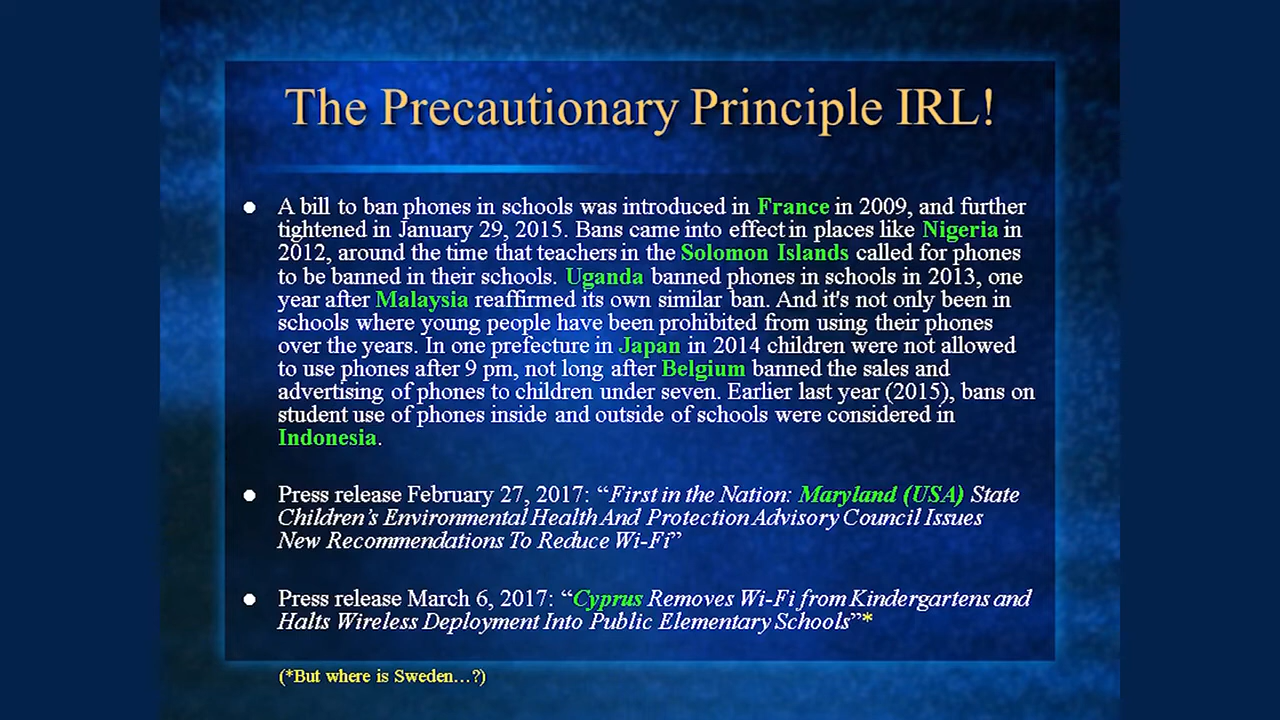 The Precautionary Principle IRL!
● A bill to ban phones in schools was introduced in France in 2009, and further
tightened in January 29, 2015. Bans came into effect in places like Nigeria in
2012, around the time that teachers in the Solomon Islands called for phones
to be banned in their schools. Uganda banned phones in schools in 2013, one
year after Malaysia reaffirmed its own similar ban. And it's not only been in
schools where young people have been prohibited from using their phones
over the years. In one prefecture in Japan in 2014 children were not allowed
to use phones after 9 pm, not long after Belgium banned the sales and
advertising of phones to children under seven. Earlier last year (2015), bans on
student use of phones inside and outside of schools were considered in
Indonesia.
● Press release February 27, 2017: “First in the Nation: Maryland (USA) State
Children’s Environmental Health And Protection Advisory Council Issues
New Recommendations To Reduce Wi-Fi”
● Press release March 6, 2017: “Cyprus Removes Wi-Fi from Kindergartens and
Halts Wireless Deployment Into Public Elementary Schools”*
(*But where is Sweden…?)